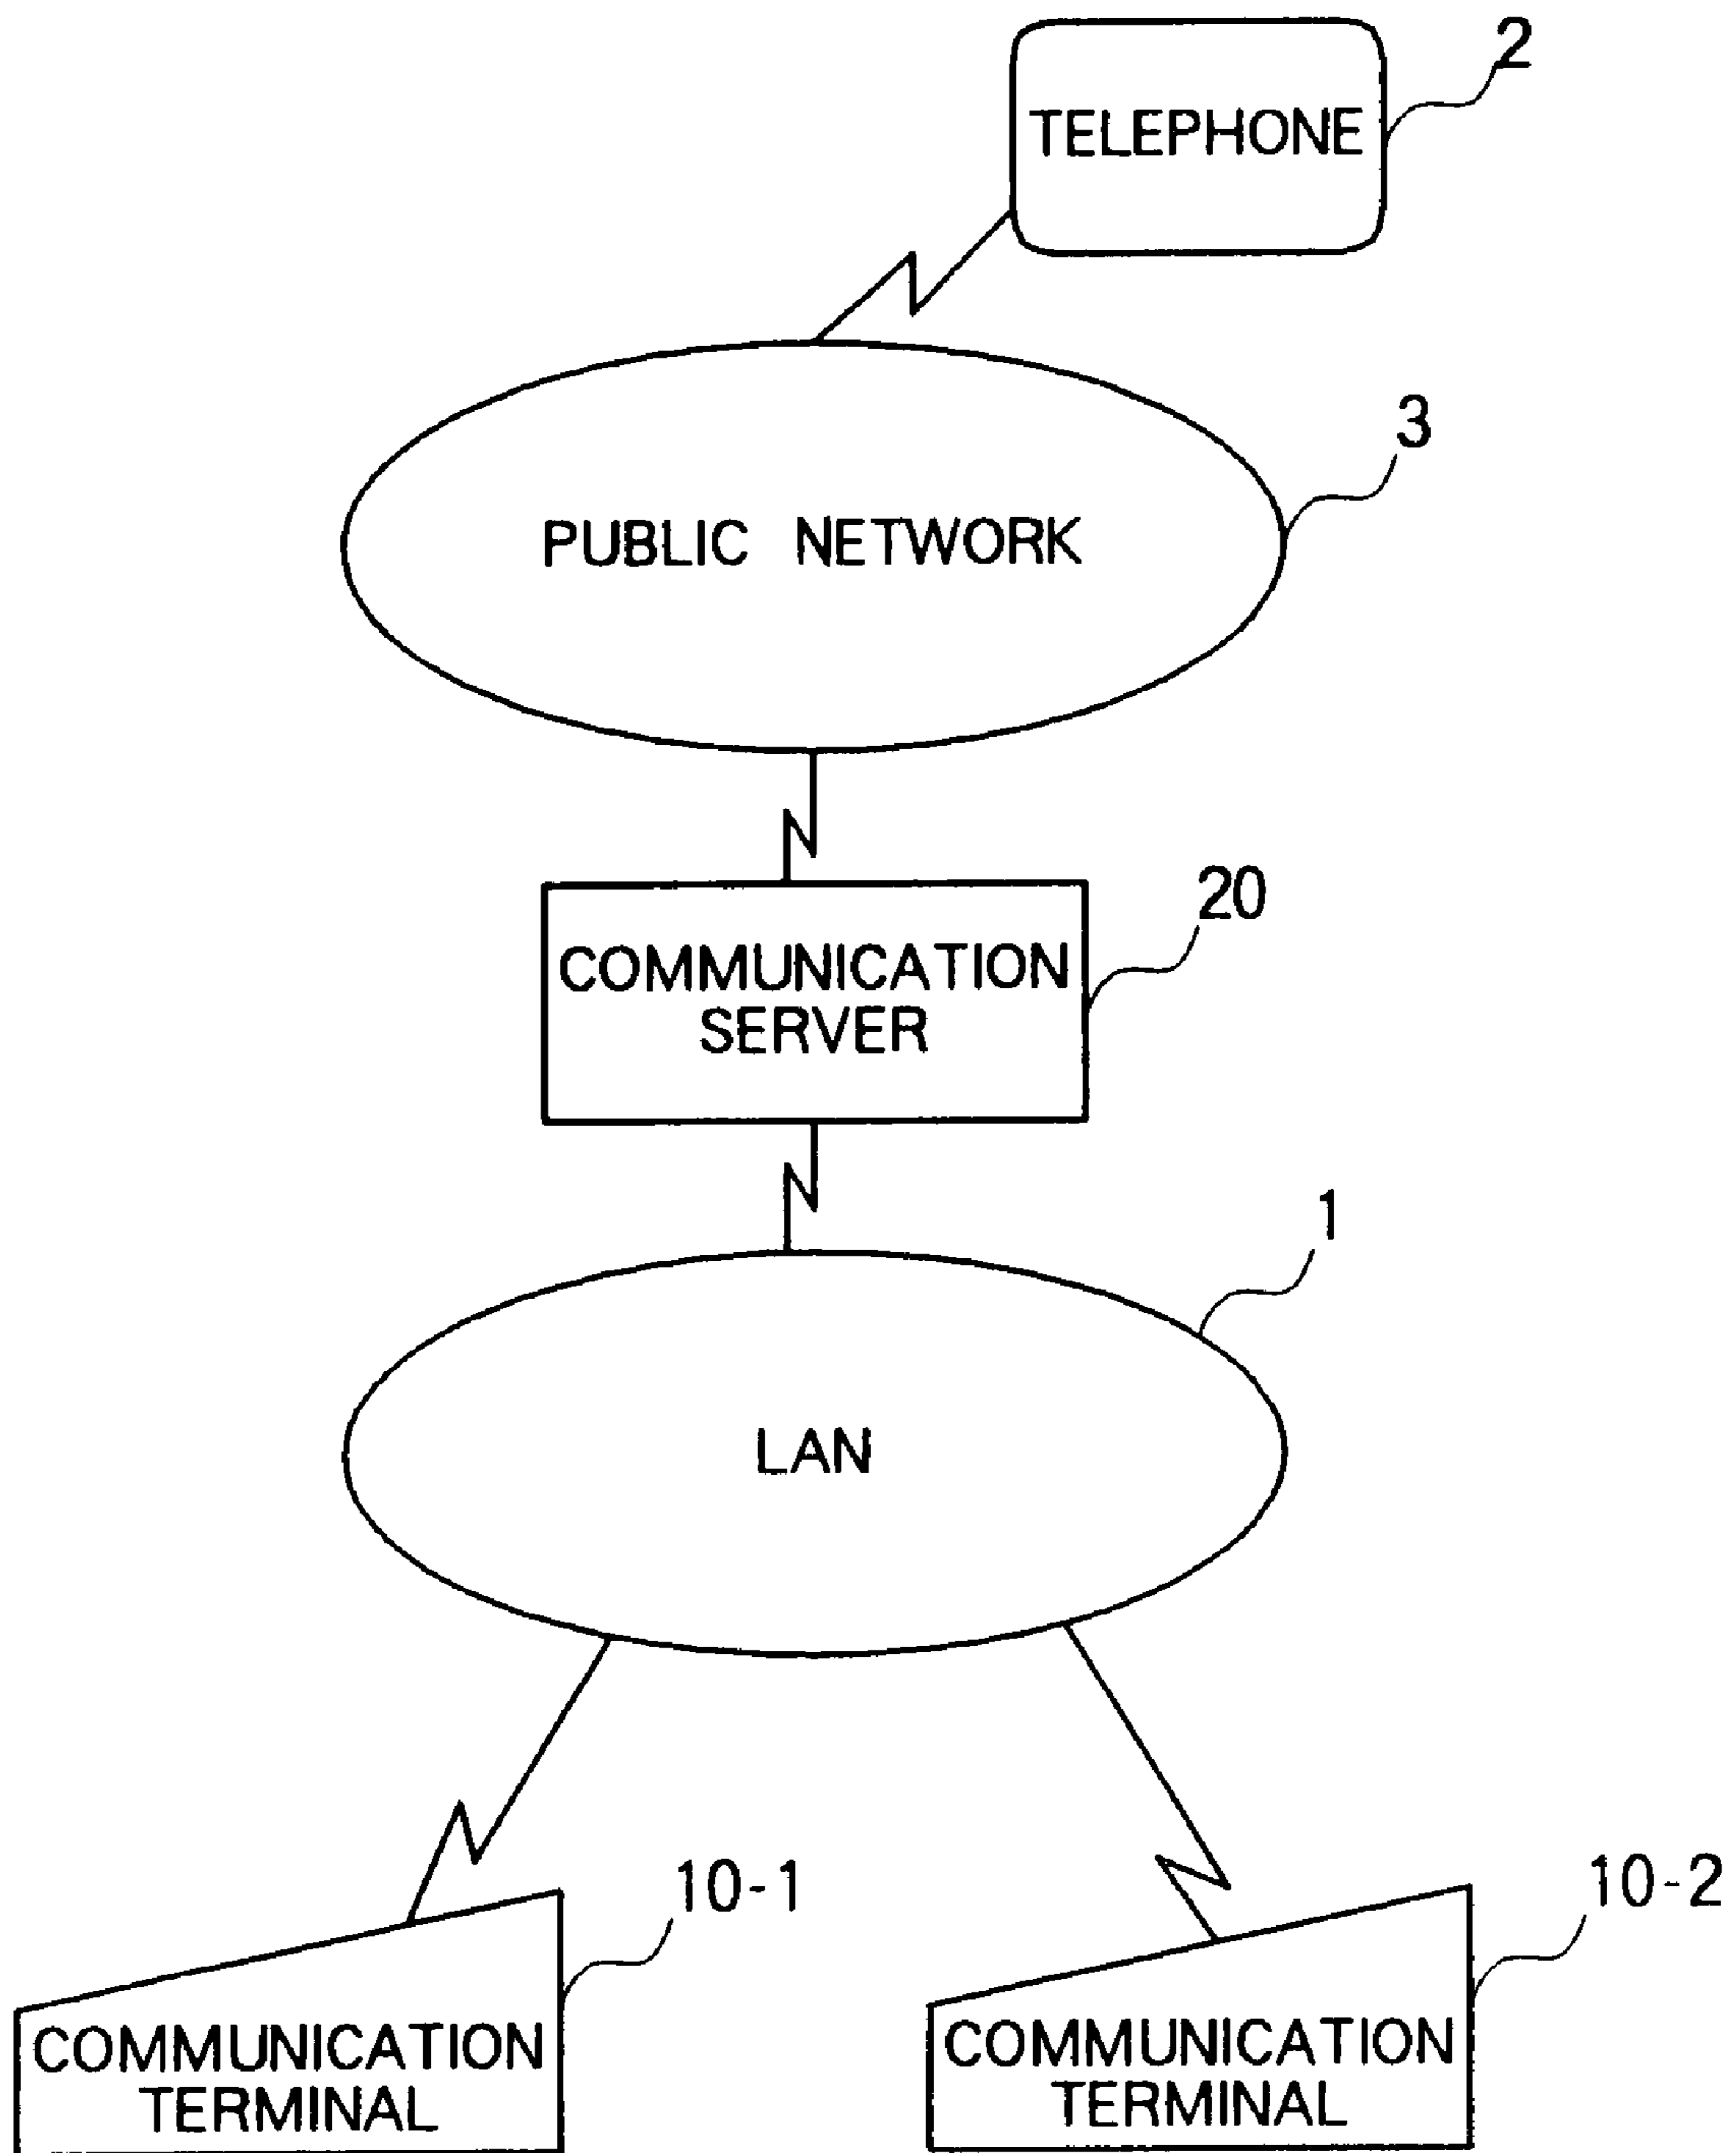 2
TELEPHONE
3
PUBLIC NETWORK
20
COMMUNICATION
SERVER
1
LAN
10-1
COMMUNICATION
TERMINAL
10-2
COMMUNICATION
TERMINAL